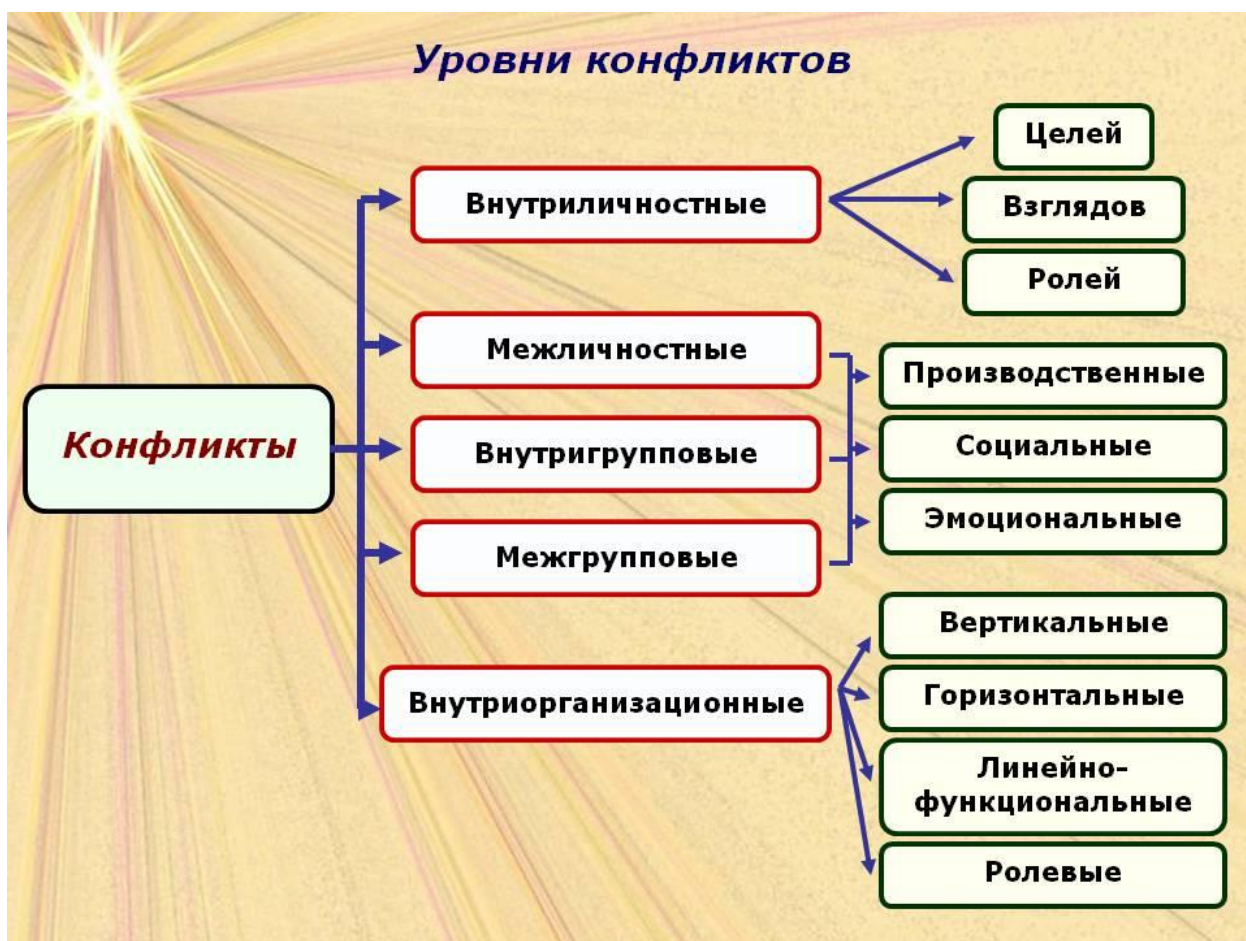 Уровни конфликтов
Конфликты
Внутриличностные
Целей
Взглядов
Ролей
Межличностные
Внутригрупповые
Межгрупповые
Производственные
Социальные
Эмоциональные
Внутриорганизационные
Вертикальные
Горизонтальные
Линейно-
функциональные
Ролевые